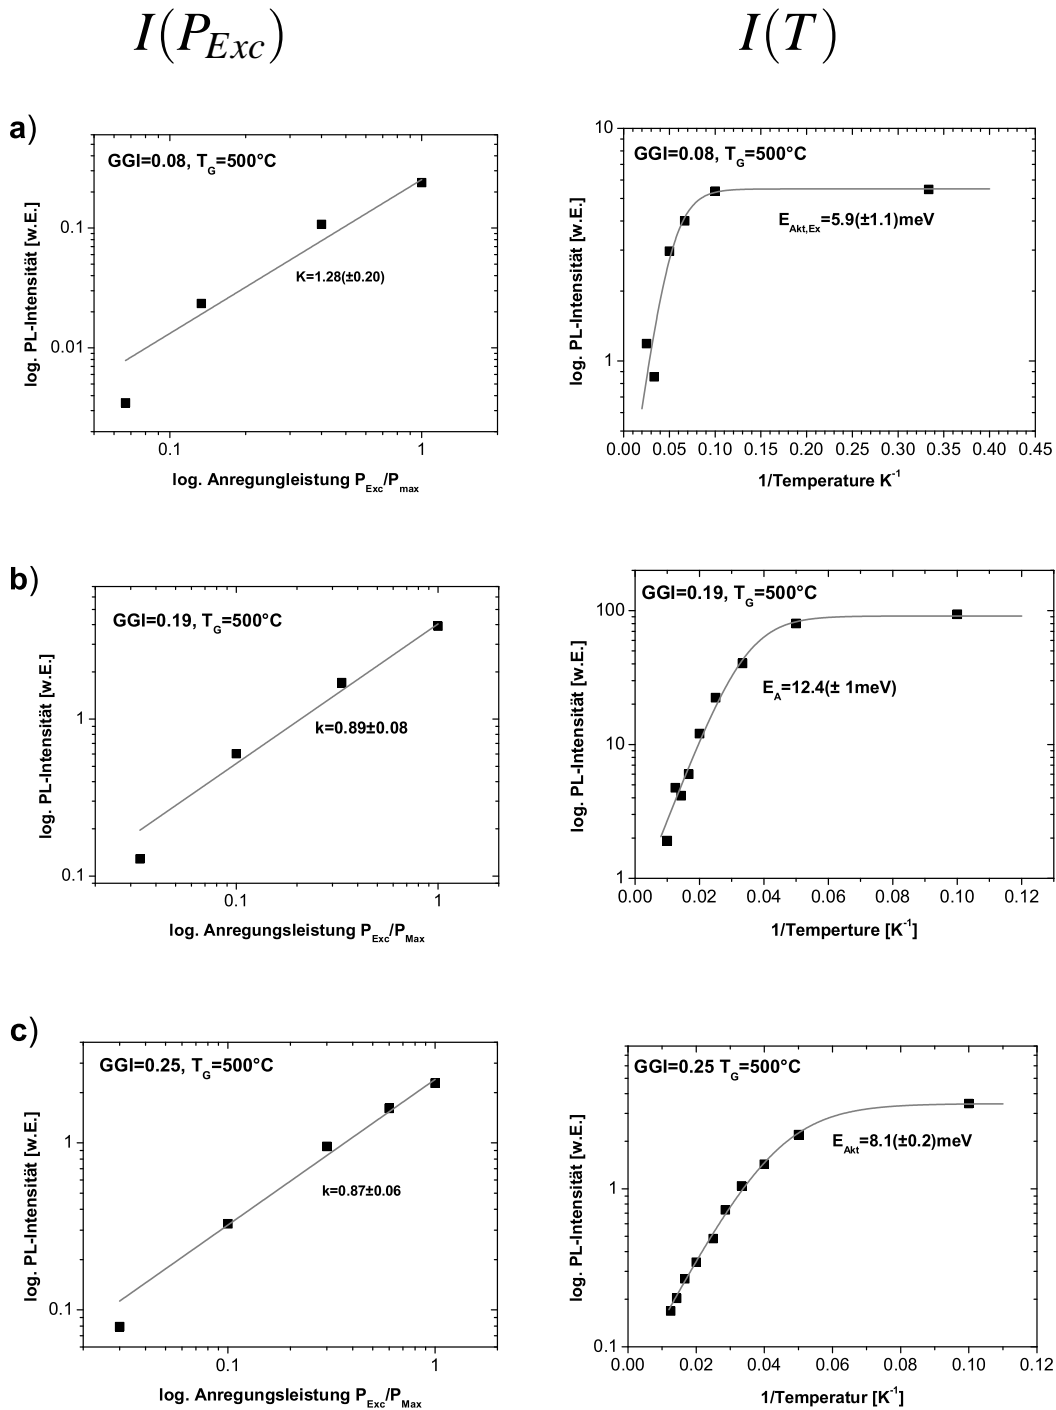 I(P_Exc) I(T)
a)
GGI=0.08, T_G=500°C
K=1.28(±0.20)
0.1
0.01
0.1 1
log. PL-Intensität [w.E.]
log. Anregungleistung P_Exc/P_max
GGI=0.08, T_G=500°C
E_Akt,Ex=5.9(±1.1)meV
10
1
0.00 0.05 0.10 0.15 0.20 0.25 0.30 0.35 0.40 0.45
log. PL-Intensität [w.E.]
1/Temperature K^-1
b)
GGI=0.19, T_G=500°C
k=0.89±0.08
1
0.1
0.1 1
log. PL-Intensität [w.E.]
log. Anregungsleistung P_Exc/P_Max
GGI=0.19, T_G=500°C
E_A=12.4(± 1meV)
100
10
1
0.00 0.02 0.04 0.06 0.08 0.10 0.12
log. PL-Intensität [w.E.]
1/Temperture [K^-1]
c)
GGI=0.25, T_G=500°C
k=0.87±0.06
1
0.1
0.1 1
log. PL-Intensität [w.E.]
log. Anregungsleistung P_Exc/P_Max
GGI=0.25 T_G=500°C
E_Akt=8.1(±0.2)meV
1
0.1
0.00 0.02 0.04 0.06 0.08 0.10 0.12
log. PL-Intensität [w.E.]
1/Temperatur [K^-1]